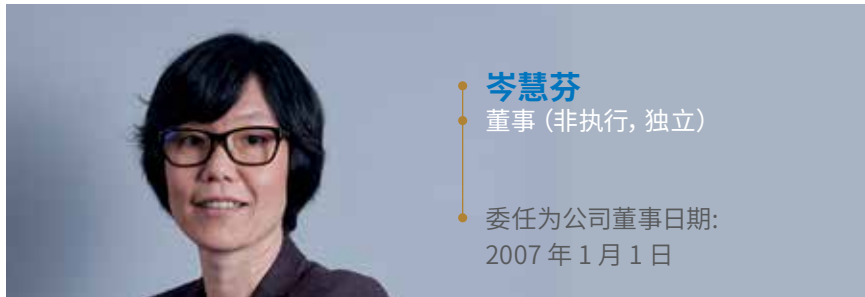 岑慧芬
董事（非执行, 独立）
委任为公司董事日期:
2007 年 1 月 1 日